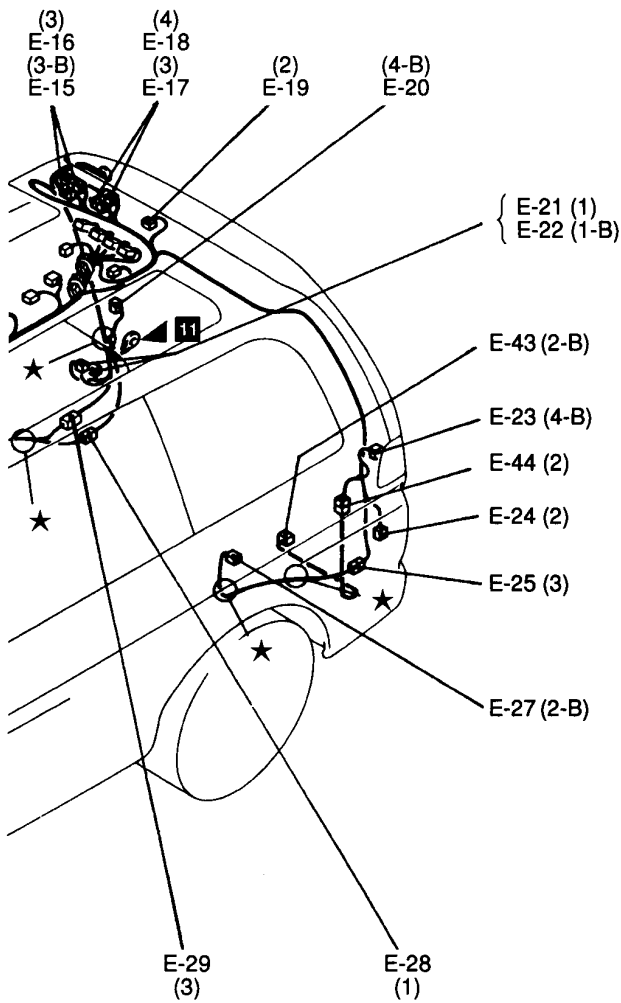 (3)
E-16
(3-B)
E-15
(4)
E-18
(3)
E-17
(2)
E-19
(4-B)
E-20
E-21 (1)
E-22 (1-B)
11
E-43 (2-B)
E-23 (4-B)
E-44 (2)
E-24 (2)
E-25 (3)
E-27 (2-B)
E-29
(3)
E-28
(1)